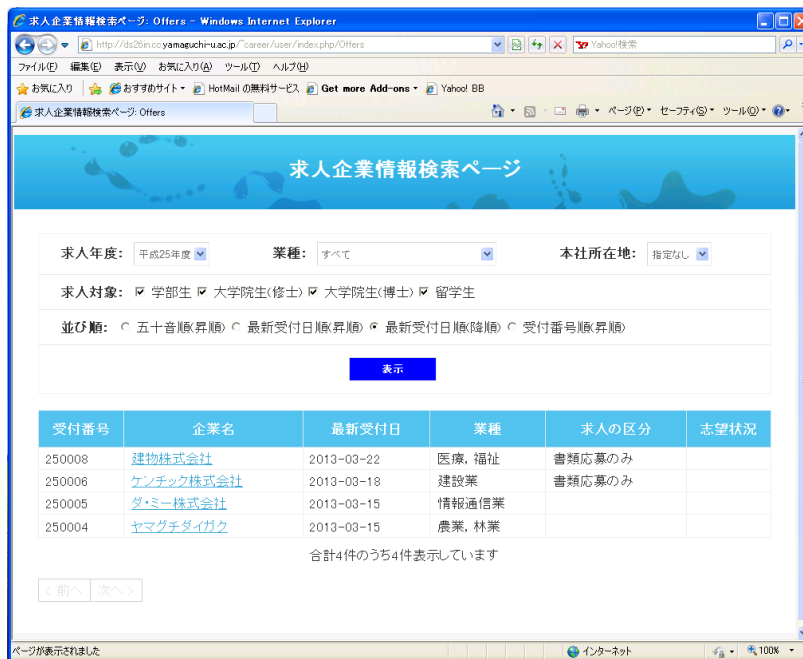 求人企業情報検索ページ: Offers - Windows Internet Explorer
http://ds26in.cc.yamaguchi-u.ac.jp/~career/user/index.php/Offers
Yahoo!検索
ファイル(F) 編集(E) 表示(V) お気に入り(A) ツール(T) ヘルプ(H)
お気に入り おすすめサイト HotMail の無料サービス Get more Add-ons Yahoo! BB
求人企業情報検索ページ: Offers ページ(P) セーフティ(S) ツール(O)
求人企業情報検索ページ
求人年度: 平成25年度 業種: すべて 本社所在地: 指定なし
求人対象: 学部生 大学院生(修士) 大学院生(博士) 留学生
並び順: 五十音順(昇順) 最新受付日順(昇順) 最新受付日順(降順) 受付番号順(昇順)
表示
受付番号 企業名 最新受付日 業種 求人の区分 志望状況
250008 建物株式会社 2013-03-22 医療, 福祉 書類応募のみ
250006 ケンチック株式会社 2013-03-18 建設業 書類応募のみ
250005 ダ・ミー株式会社 2013-03-15 情報通信業
250004 ヤマグチダイガク 2013-03-15 農業, 林業
合計4件のうち4件表示しています
< 前へ 次へ >
ページが表示されました インターネット 100%